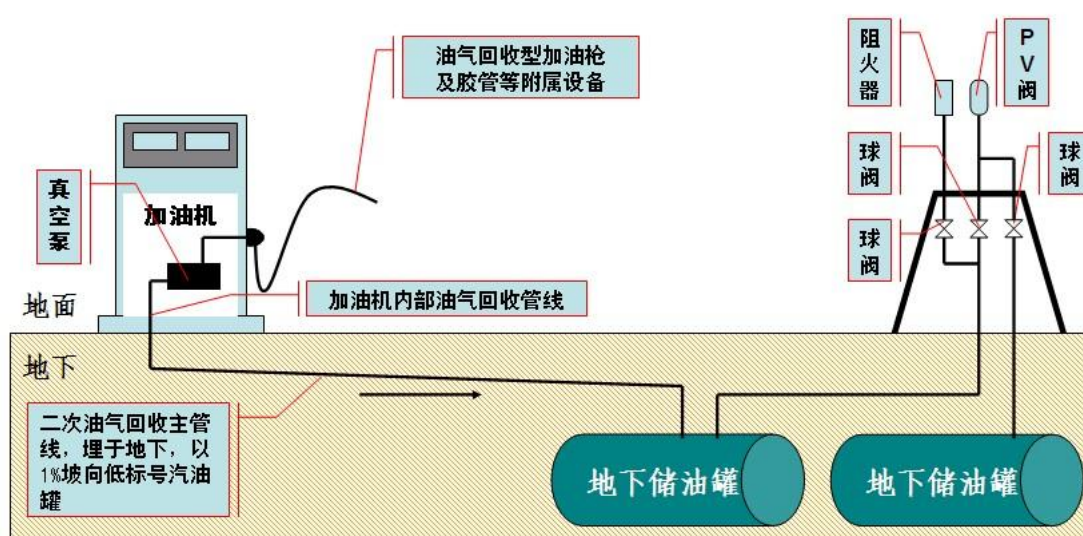 油气回收型加油枪
及胶管等附属设备
阻火器
PV阀
真空泵
加油机
球阀
球阀
球阀
加油机内部油气回收管线
地面
地下
二次油气回收主管
线，埋于地下，以
1%坡向低标号汽油
罐
地下储油罐
地下储油罐